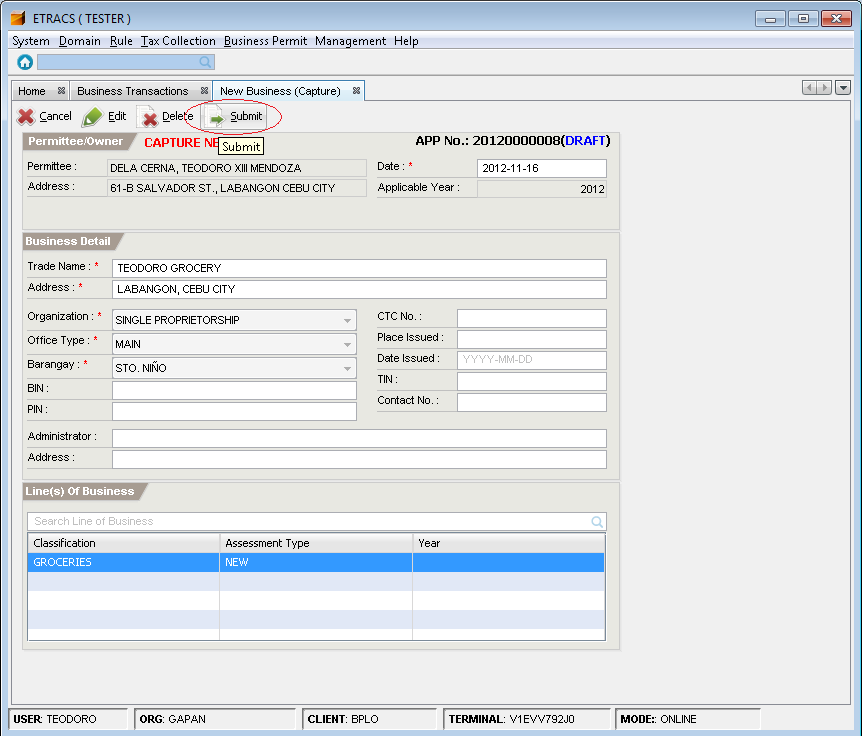 ETRACS ( TESTER )
System Domain Rule Tax Collection Business Permit Management Help
Home Business Transactions New Business (Capture)
Cancel Edit Delete Submit
Permittee/Owner CAPTURE NE APP No.: 20120000008(DRAFT)
Submit
Permittee : DELA CERNA, TEODORO XIII MENDOZA Date : * 2012-11-16
Address : 61-B SALVADOR ST., LABANGON CEBU CITY Applicable Year : 2012
Business Detail
Trade Name : * TEODORO GROCERY
Address : * LABANGON, CEBU CITY
Organization : * SINGLE PROPRIETORSHIP CTC No. :
Office Type : * MAIN Place Issued :
Barangay : * STO. NIÑO Date Issued : YYYY-MM-DD
BIN : TIN :
PIN : Contact No. :
Administrator :
Address :
Line(s) Of Business
Search Line of Business
Classification Assessment Type Year
GROCERIES NEW
USER: TEODORO ORG: GAPAN CLIENT: BPLO TERMINAL: V1EVV792J0 MODE:: ONLINE